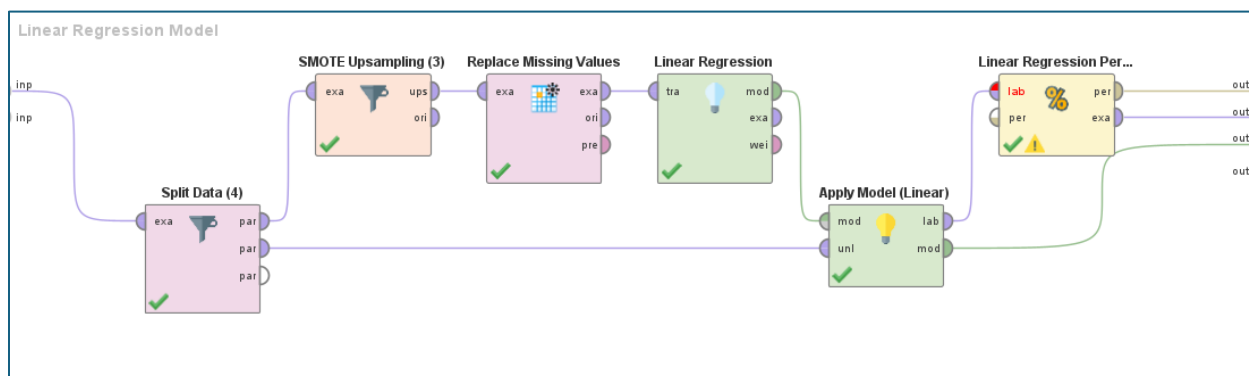 Linear Regression Model
SMOTE Upsampling (3)
Replace Missing Values
Linear Regression
Linear Regression Per...
inp
inp
exa
ups
ori
exa
exa
ori
pre
tra
mod
exa
wei
lab
per
per
exa
out
out
out
out
Split Data (4)
exa
par
par
par
Apply Model (Linear)
mod
lab
unl
mod